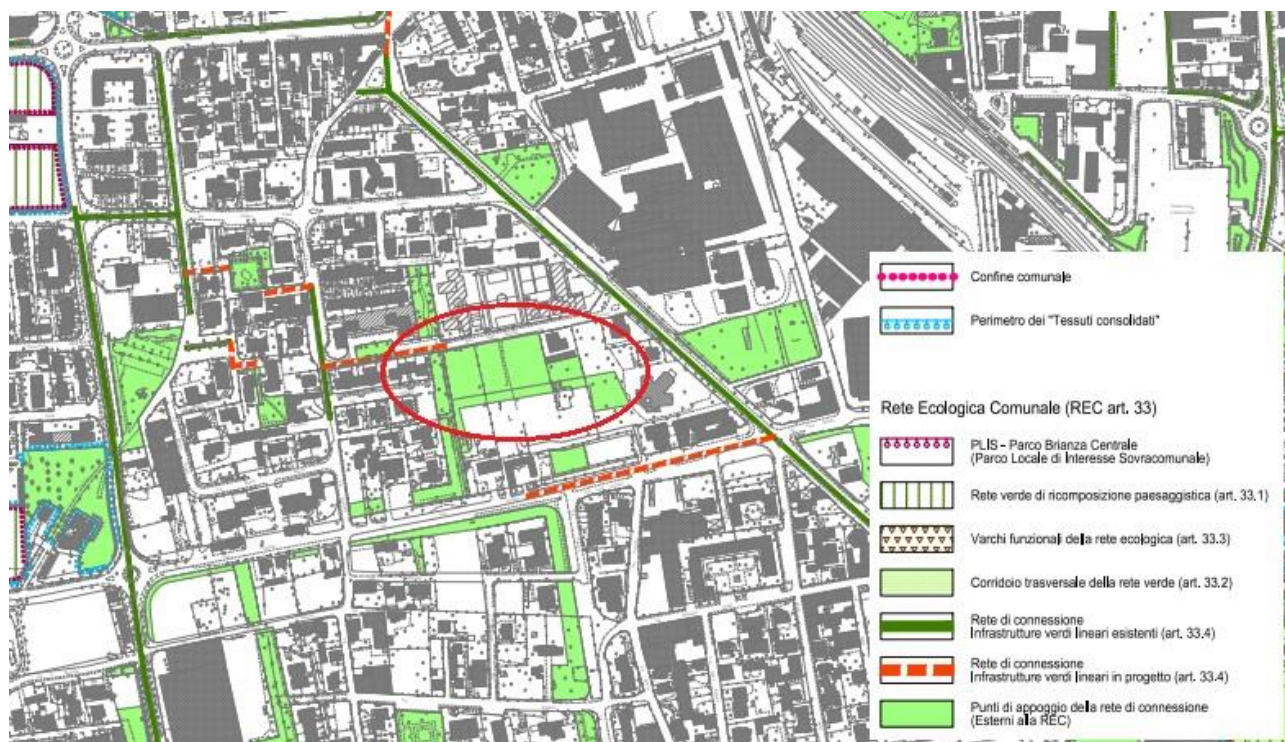 Confine comunale
Perimetro dei "Tessuti consolidati"
Rete Ecologica Comunale (REC art. 33)
PLIS - Parco Brianza Centrale
(Parco Locale di Interesse Sovracomunale)
Rete verde di ricomposizione paesaggistica (art. 33.1)
Varchi funzionali della rete ecologica (art. 33.3)
Corridoio trasversale della rete verde (art. 33.2)
Rete di connessione
Infrastrutture verdi lineari esistenti (art. 33.4)
Rete di connessione
Infrastrutture verdi lineari in progetto (art. 33.4)
Punti di appoggio della rete di connessione
(Esterni alla REC)